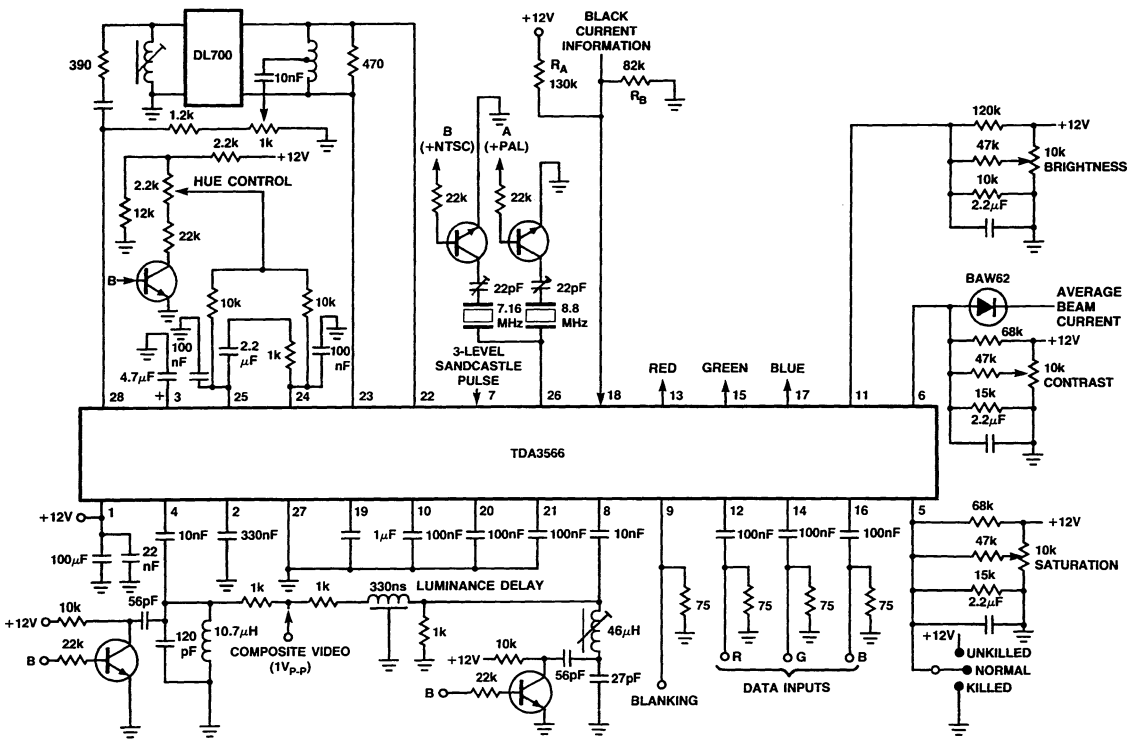 390
DL700
10nF
470
1.2k
1k
2.2k
+12V
HUE CONTROL
2.2k
12k
22k
B
10k
10k
100
nF
2.2
μF
1k
100
nF
4.7μF
+
+12V
RA
130k
BLACK
CURRENT
INFORMATION
82k
RB
B
(+NTSC)
A
(+PAL)
22k
22k
22pF
22pF
7.16
MHz
8.8
MHz
3-LEVEL
SANDCASTLE
PULSE
RED
GREEN
BLUE
120k
+12V
47k
10k
BRIGHTNESS
10k
2.2μF
BAW62
AVERAGE
BEAM
CURRENT
68k
+12V
47k
10k
CONTRAST
15k
2.2μF
28
3
25
24
23
22
7
26
18
13
15
17
11
6
TDA3566
1
4
2
27
19
10
20
21
8
9
12
14
16
5
+12V
100μF
22
nF
10nF
330nF
1μF
100nF
100nF
100nF
10nF
100nF
100nF
100nF
68k
+12V
47k
10k
SATURATION
15k
2.2μF
+12V
UNKILLED
NORMAL
KILLED
LUMINANCE DELAY
1k
1k
330ns
56pF
10k
+12V
22k
B
120
pF
10.7μH
COMPOSITE VIDEO
(1VP-P)
1k
46μH
10k
+12V
56pF
27pF
22k
B
75
75
75
75
R
G
B
BLANKING
DATA INPUTS